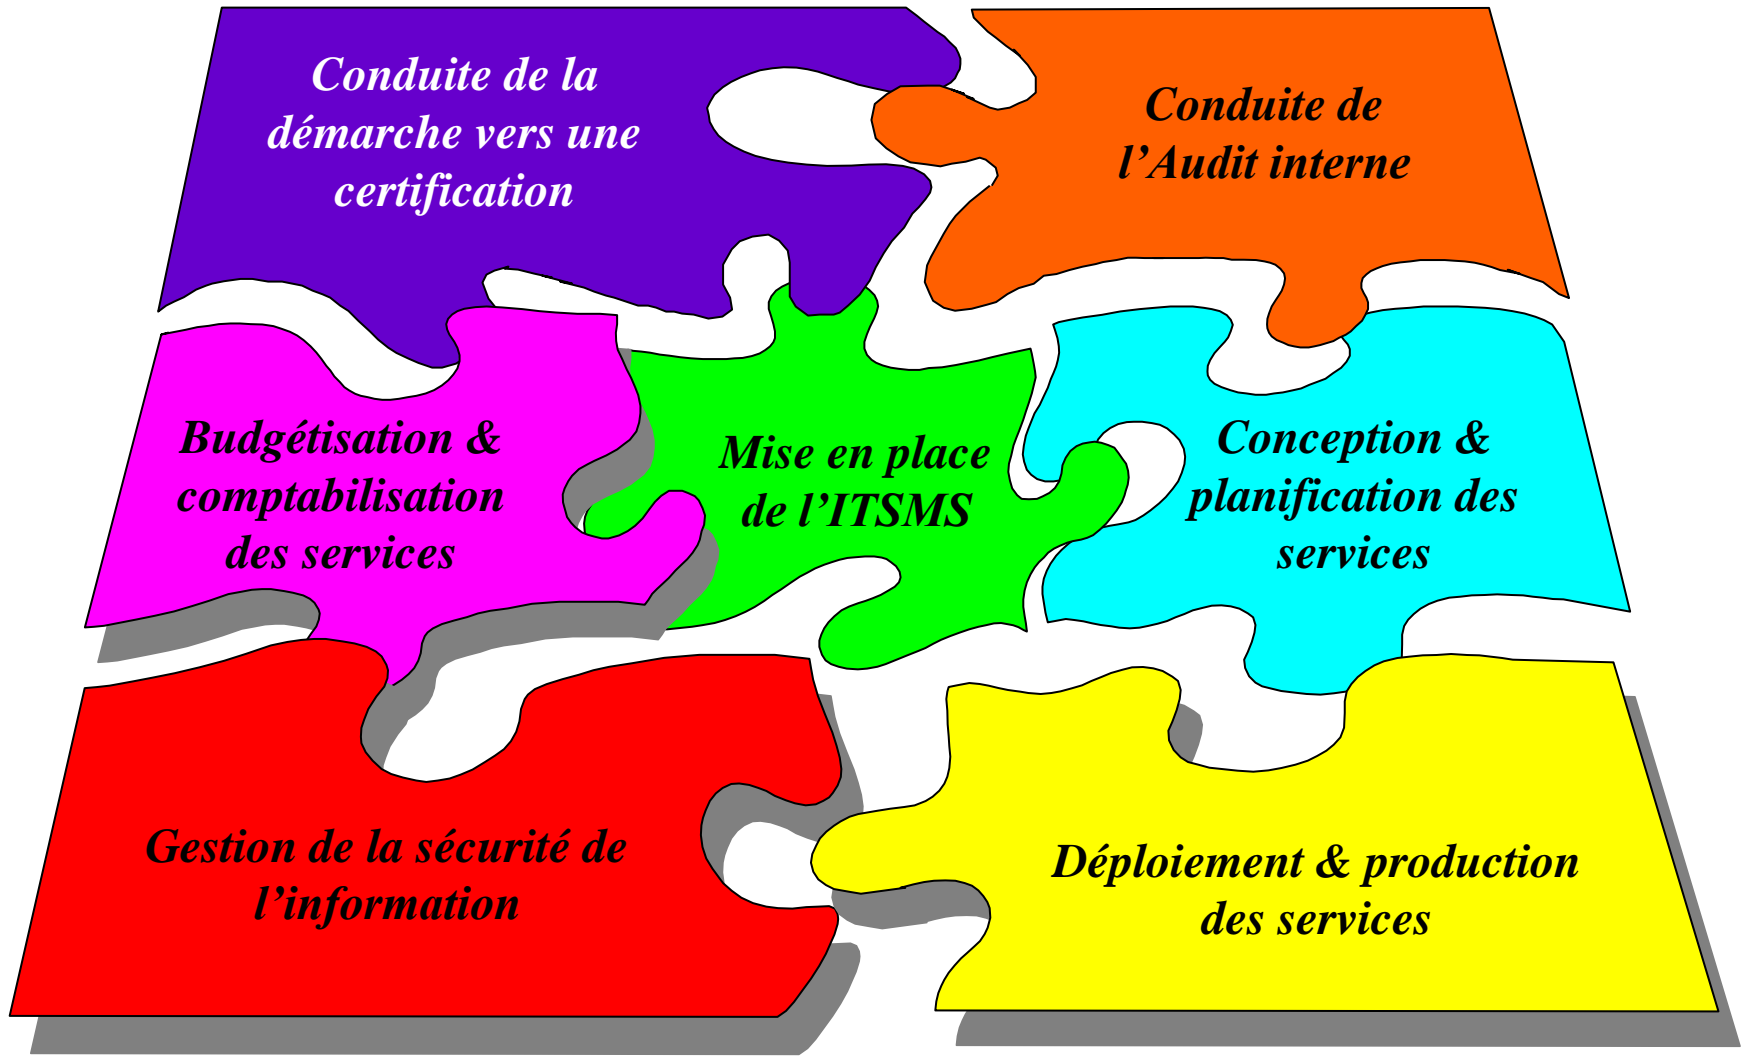 Conduite de la
démarche vers une
certification
Conduite de
l’Audit interne
Budgétisation &
comptabilisation
des services
Mise en place
de l’ITSMS
Conception &
planification des
services
Gestion de la sécurité de
l’information
Déploiement & production
des services